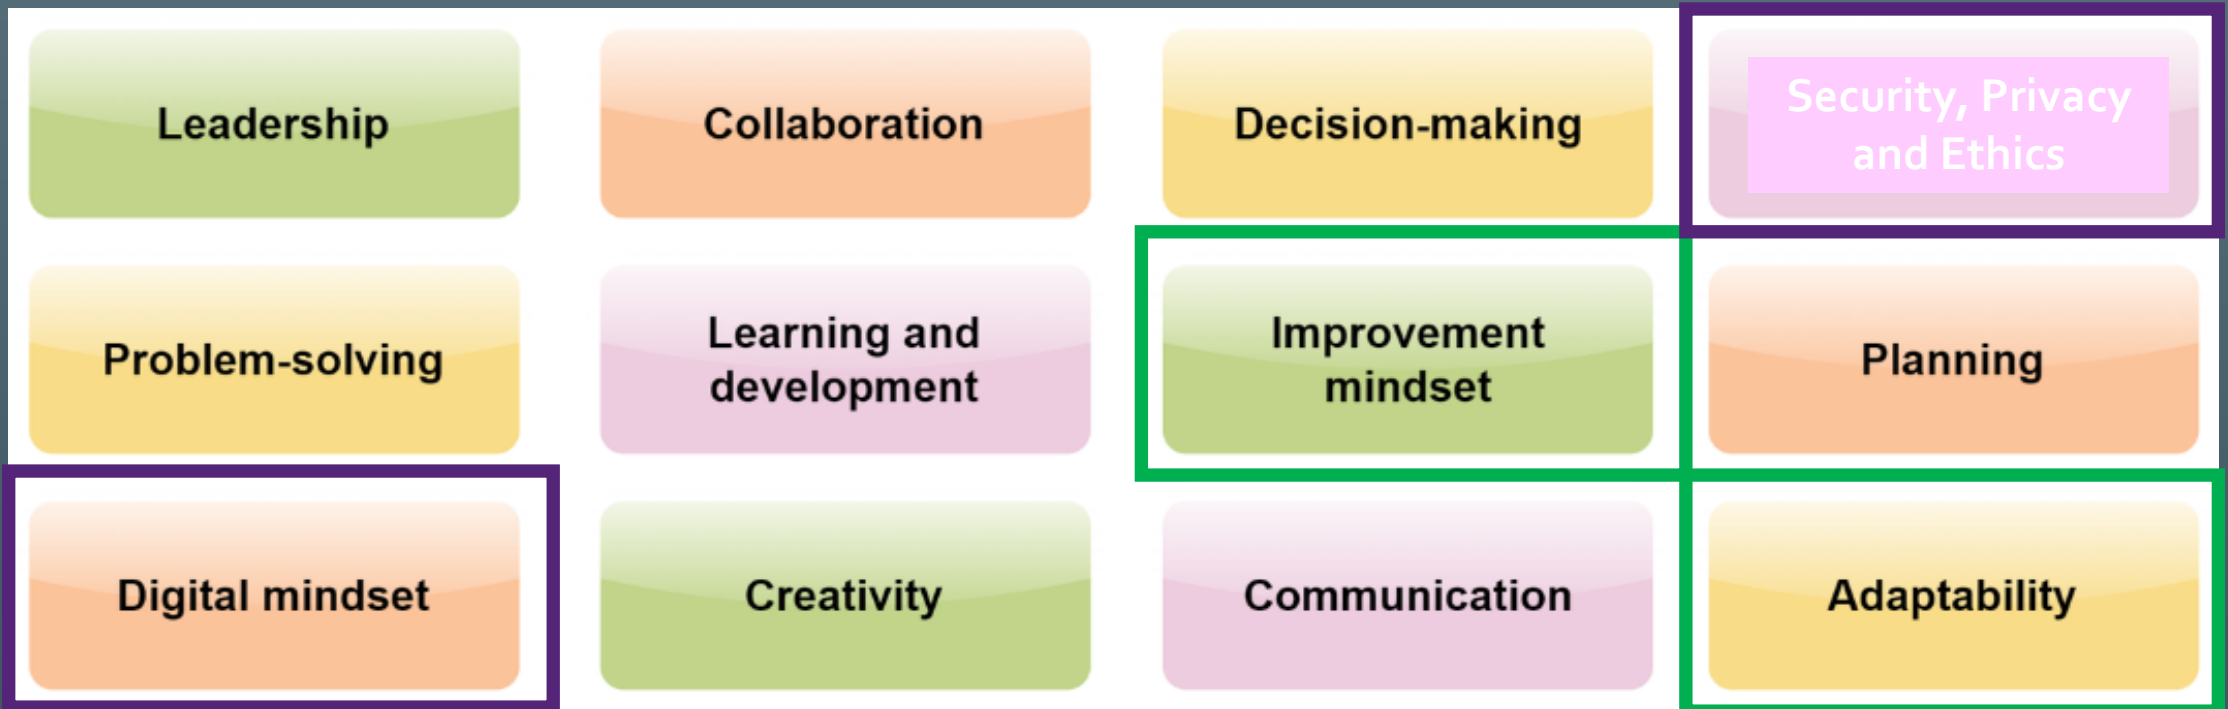 Leadership
Collaboration
Decision-making
Security, Privacy
and Ethics
Problem-solving
Learning and
development
Improvement
mindset
Planning
Digital mindset
Creativity
Communication
Adaptability